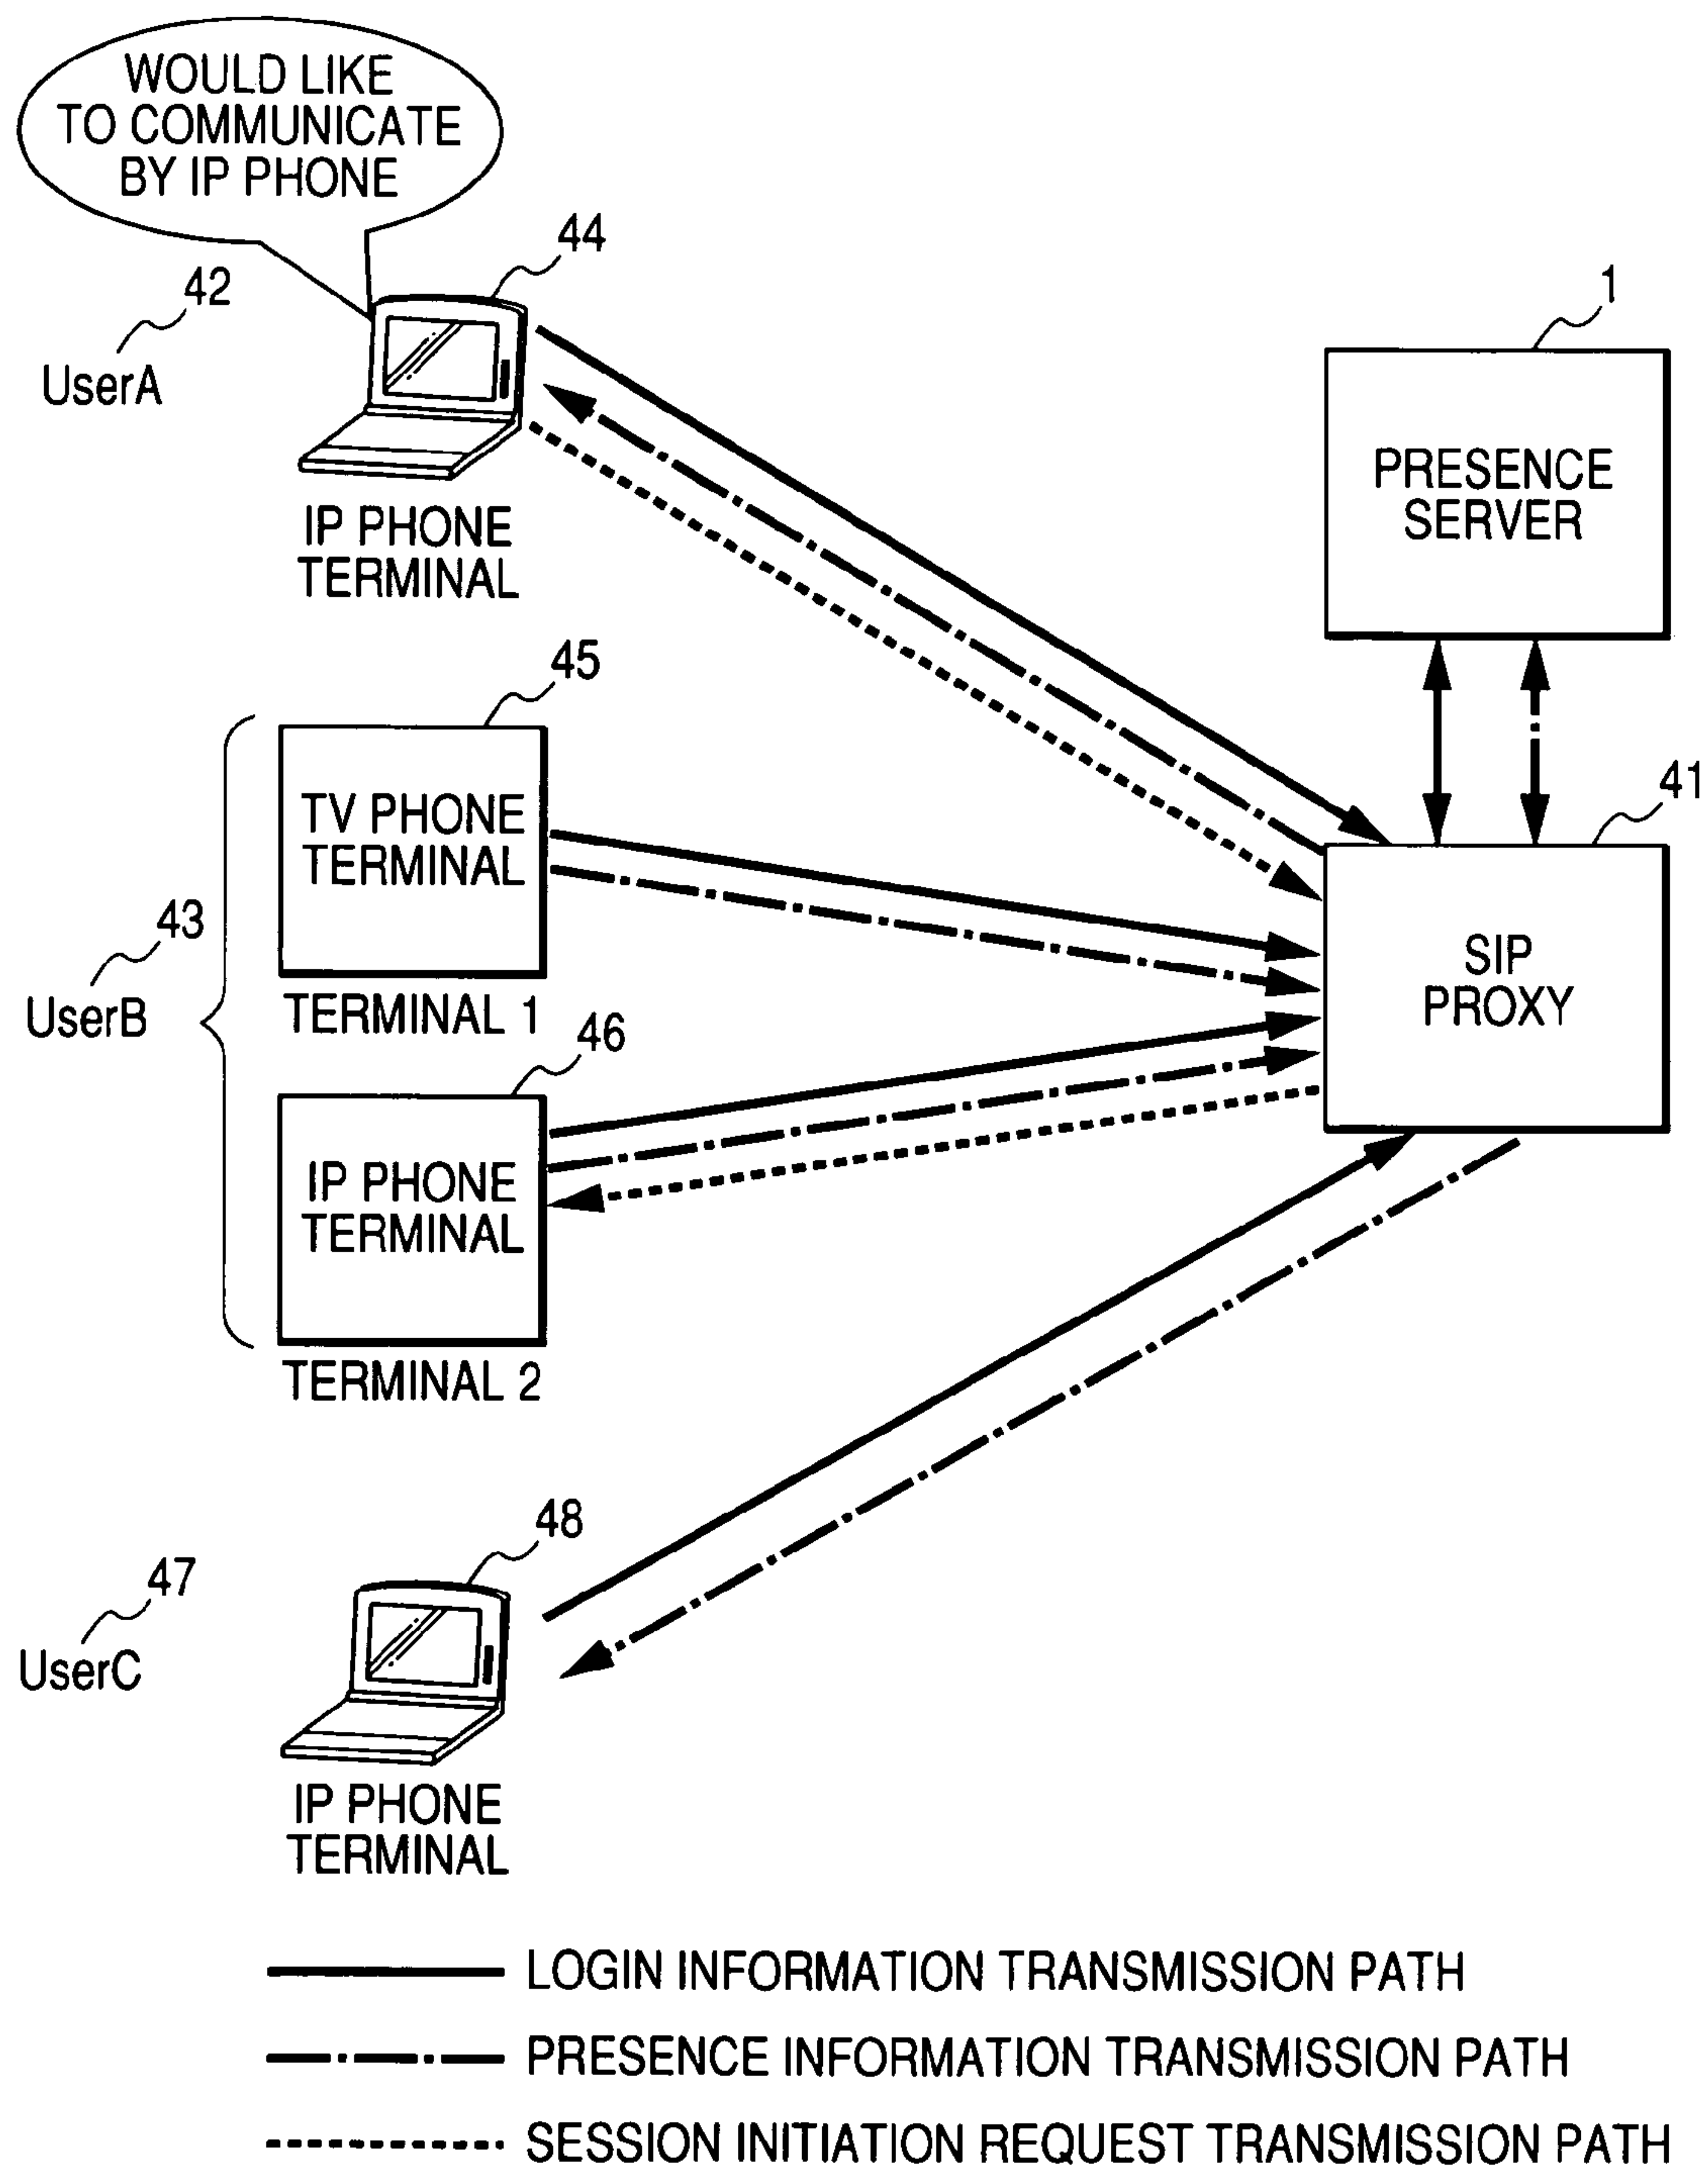 WOULD LIKE
TO COMMUNICATE
BY IP PHONE
44
42
UserA
IP PHONE
TERMINAL
1
PRESENCE
SERVER
45
TV PHONE
TERMINAL
TERMINAL 1
43
UserB
41
SIP
PROXY
46
IP PHONE
TERMINAL
TERMINAL 2
48
47
UserC
IP PHONE
TERMINAL
LOGIN INFORMATION TRANSMISSION PATH
PRESENCE INFORMATION TRANSMISSION PATH
SESSION INITIATION REQUEST TRANSMISSION PATH